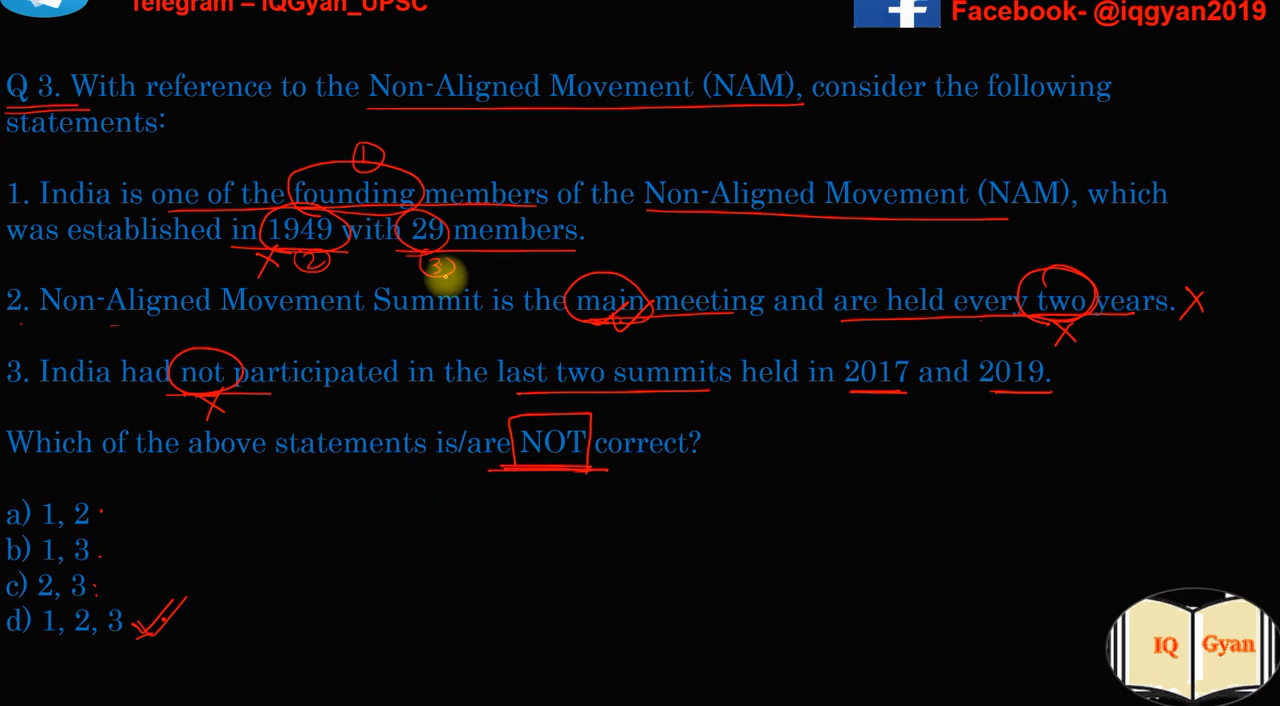 Telegram – IQGyan_UPSC
Facebook- @iqgyan2019
Q 3. With reference to the Non-Aligned Movement (NAM), consider the following
statements:
1
1. India is one of the founding members of the Non-Aligned Movement (NAM), which
was established in 1949 with 29 members.
2 3
2. Non-Aligned Movement Summit is the main meeting and are held every two years.
3. India had not participated in the last two summits held in 2017 and 2019.
Which of the above statements is/are NOT correct?
a) 1, 2
b) 1, 3
c) 2, 3
d) 1, 2, 3
IQ Gyan